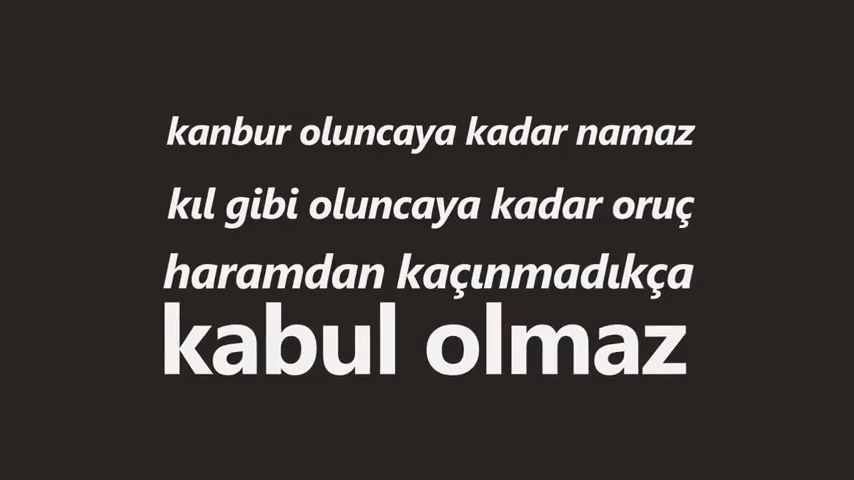 kanbur oluncaya kadar namaz
kıl gibi oluncaya kadar oruç
haramdan kaçınmadıkça
kabul olmaz